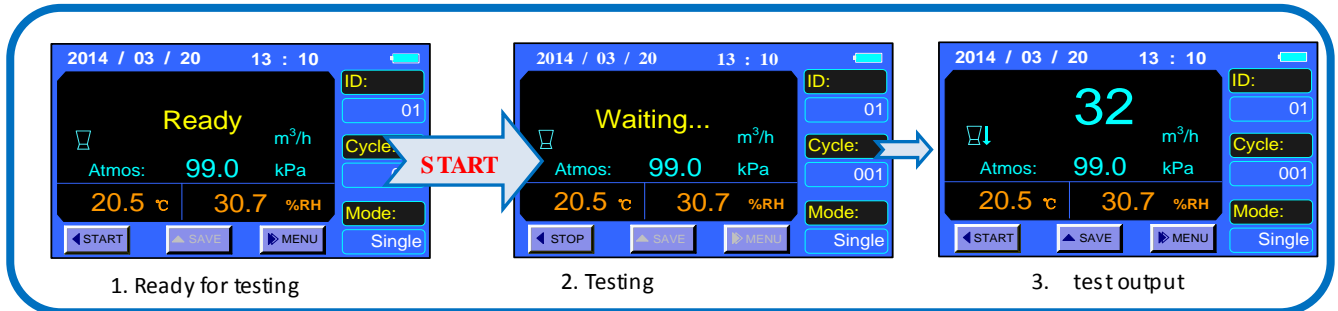 2014 / 03 / 20 13 : 10
ID:
01
Ready
m³/h
Cycle:
Atmos: 99.0 kPa
20.5 ℃ 30.7 %RH
Mode:
START SAVE MENU Single
1. Ready for testing
START
2014 / 03 / 20 13 : 10
ID:
01
Waiting...
m³/h
Cycle:
Atmos: 99.0 kPa
001
20.5 ℃ 30.7 %RH
Mode:
STOP SAVE MENU Single
2. Testing
2014 / 03 / 20 13 : 10
ID:
01
32
m³/h
Cycle:
Atmos: 99.0 kPa
001
20.5 ℃ 30.7 %RH
Mode:
START SAVE MENU Single
3. test output